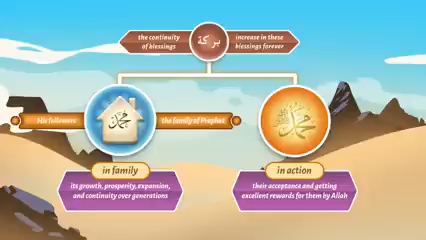 the continuity
of blessings
بركة
increase in these
blessings forever
His followers
محمد
the family of Prophet
محمد
in family
its growth, prosperity, expansion,
and continuity over generations
in action
their acceptance and getting
excellent rewards for them by Allah